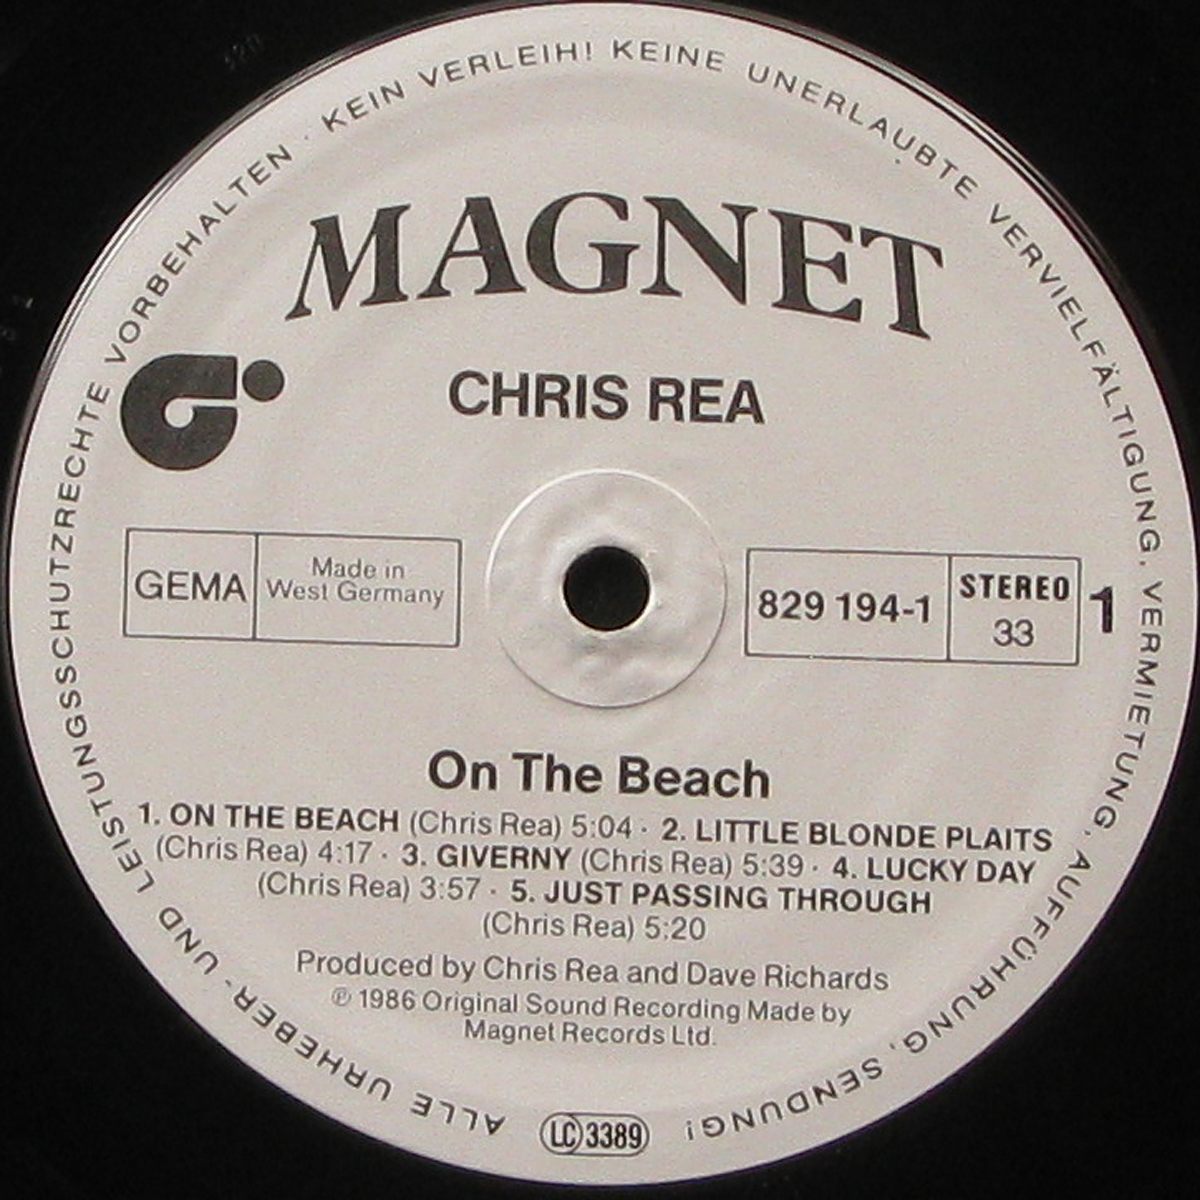 ALLE URHEBER- UND LEISTUNGSSCHUTZRECHTE VORBEHALTEN · KEIN VERLEIH! KEINE UNERLAUBTE VERVIELFÄLTIGUNG, VERMIETUNG, AUFFÜHRUNG, SENDUNG!
MAGNET
CHRIS REA
GEMA
Made in
West Germany
829 194-1
STEREO
33
1
On The Beach
1. ON THE BEACH (Chris Rea) 5:04 · 2. LITTLE BLONDE PLAITS
(Chris Rea) 4:17 · 3. GIVERNY (Chris Rea) 5:39 · 4. LUCKY DAY
(Chris Rea) 3:57 · 5. JUST PASSING THROUGH
(Chris Rea) 5:20
Produced by Chris Rea and Dave Richards
℗ 1986 Original Sound Recording Made by
Magnet Records Ltd.
LC 3389